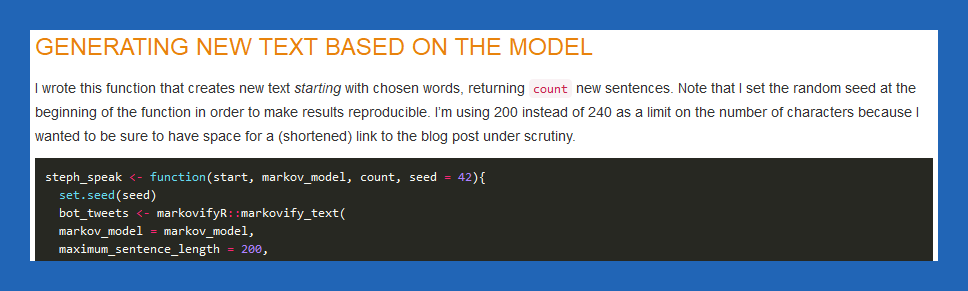 GENERATING NEW TEXT BASED ON THE MODEL
I wrote this function that creates new text starting with chosen words, returning count new sentences. Note that I set the random seed at the
beginning of the function in order to make results reproducible. I'm using 200 instead of 240 as a limit on the number of characters because I
wanted to be sure to have space for a (shortened) link to the blog post under scrutiny.
steph_speak <- function(start, markov_model, count, seed = 42){
  set.seed(seed)
  bot_tweets <- markovifyR::markovify_text(
  markov_model = markov_model,
  maximum_sentence_length = 200,